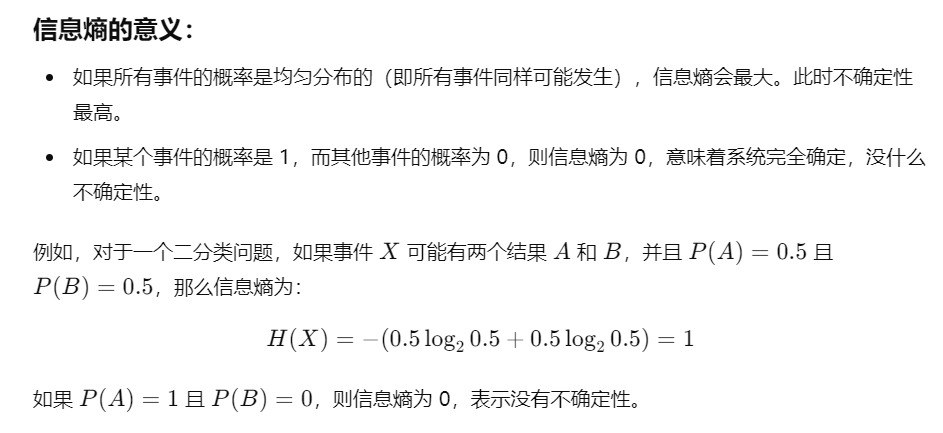 信息熵的意义：
• 如果所有事件的概率是均匀分布的（即所有事件同样可能发生），信息熵会最大。此时不确定性
最高。
• 如果某个事件的概率是 1，而其他事件的概率为 0，则信息熵为 0，意味着系统完全确定，没什么
不确定性。
例如，对于一个二分类问题，如果事件 X 可能有两个结果 A 和 B，并且 P(A) = 0.5 且
P(B) = 0.5，那么信息熵为：
H(X) = −(0.5 log₂ 0.5 + 0.5 log₂ 0.5) = 1
如果 P(A) = 1 且 P(B) = 0，则信息熵为 0，表示没有不确定性。